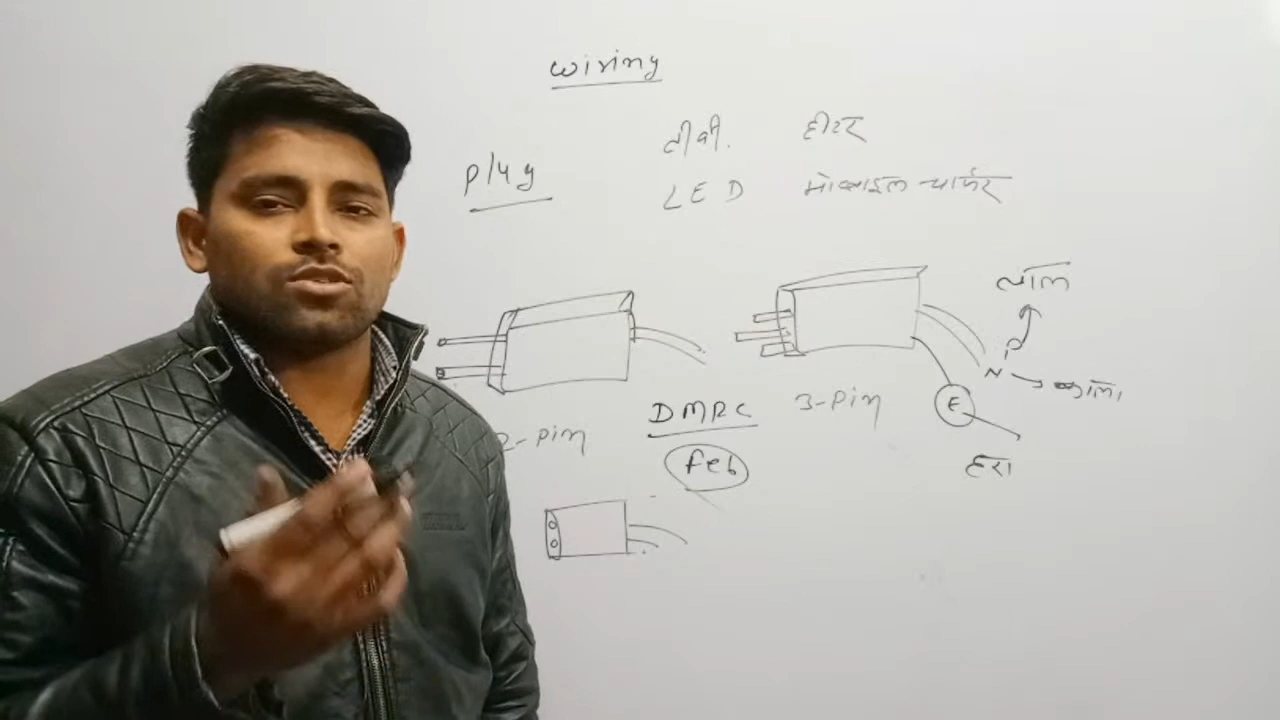 wiring
plug
टीवी. हीटर
LED मोबाइल चार्जर
लाल
P
N काला
E
हरा
2-pin
3-pin
DMRC
feb